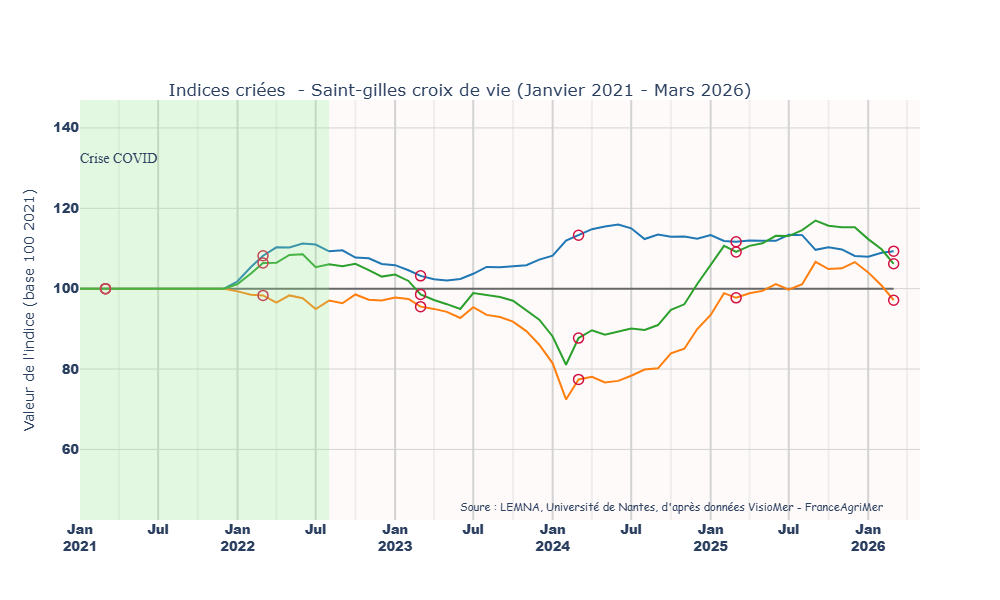 Indices criées - Saint-gilles croix de vie (Janvier 2021 - Mars 2026)
Valeur de l'indice (base 100 2021)
140
Crise COVID
120
100
80
60
Soure : LEMNA, Université de Nantes, d'après données VisioMer - FranceAgriMer
Jan Jul Jan Jul Jan Jul Jan Jul Jan Jul Jan
2021 2022 2023 2024 2025 2026